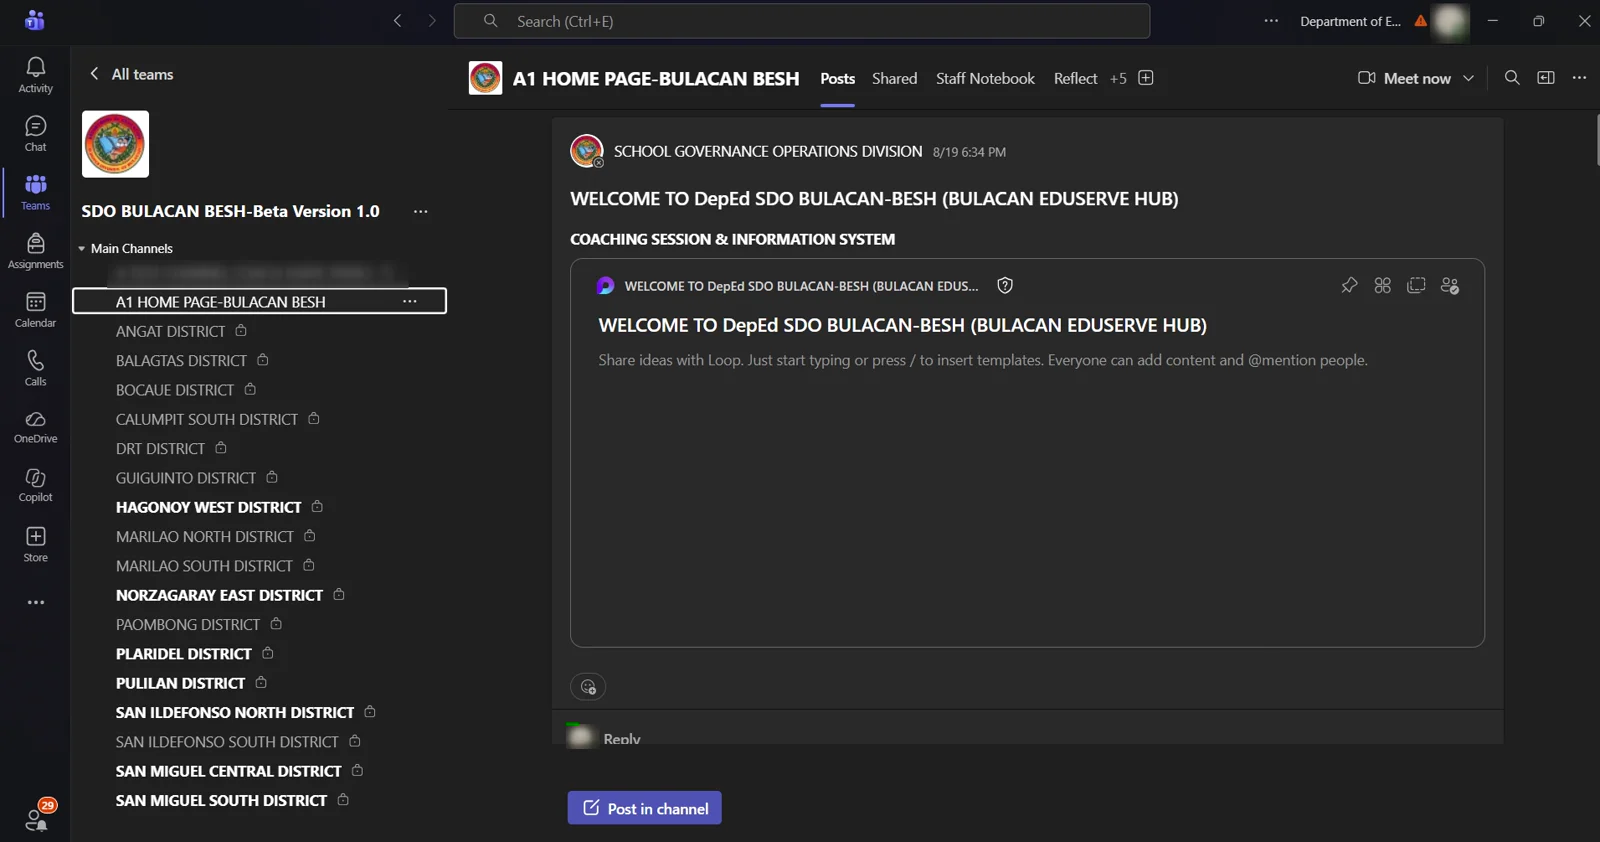 Search (Ctrl+E)
Department of E...
Activity
Chat
Teams
Assignments
Calendar
Calls
OneDrive
Copilot
Store
29
All teams
SDO BULACAN BESH-Beta Version 1.0
Main Channels
A1 HOME PAGE-BULACAN BESH
ANGAT DISTRICT
BALAGTAS DISTRICT
BOCAUE DISTRICT
CALUMPIT SOUTH DISTRICT
DRT DISTRICT
GUIGUINTO DISTRICT
HAGONOY WEST DISTRICT
MARILAO NORTH DISTRICT
MARILAO SOUTH DISTRICT
NORZAGARAY EAST DISTRICT
PAOMBONG DISTRICT
PLARIDEL DISTRICT
PULILAN DISTRICT
SAN ILDEFONSO NORTH DISTRICT
SAN ILDEFONSO SOUTH DISTRICT
SAN MIGUEL CENTRAL DISTRICT
SAN MIGUEL SOUTH DISTRICT
A1 HOME PAGE-BULACAN BESH Posts Shared Staff Notebook Reflect +5 Meet now
SCHOOL GOVERNANCE OPERATIONS DIVISION 8/19 6:34 PM
WELCOME TO DepEd SDO BULACAN-BESH (BULACAN EDUSERVE HUB)
COACHING SESSION & INFORMATION SYSTEM
WELCOME TO DepEd SDO BULACAN-BESH (BULACAN EDUS...
WELCOME TO DepEd SDO BULACAN-BESH (BULACAN EDUSERVE HUB)
Share ideas with Loop. Just start typing or press / to insert templates. Everyone can add content and @mention people.
Reply
Post in channel